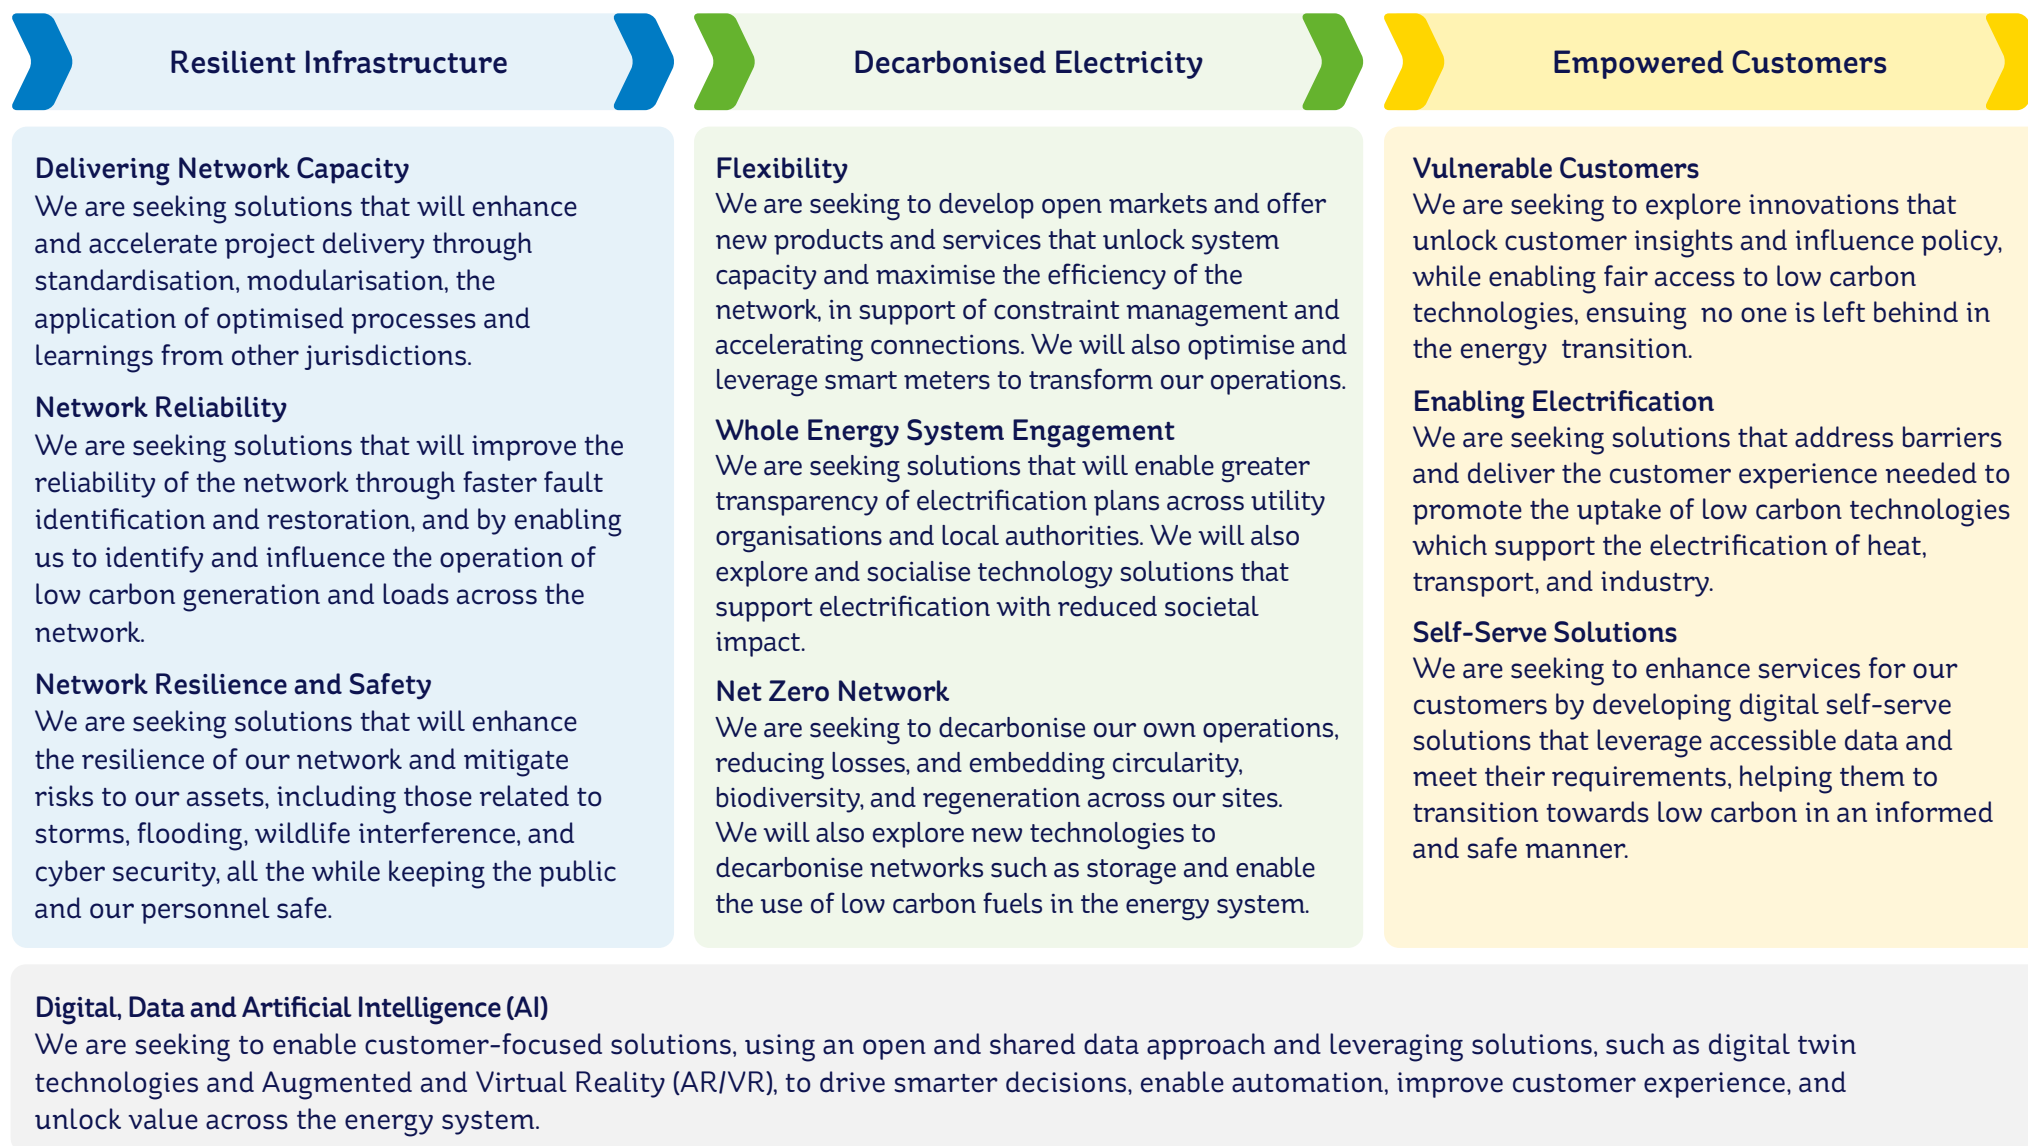 Resilient Infrastructure
Delivering Network Capacity
We are seeking solutions that will enhance
and accelerate project delivery through
standardisation, modularisation, the
application of optimised processes and
learnings from other jurisdictions.
Network Reliability
We are seeking solutions that will improve the
reliability of the network through faster fault
identification and restoration, and by enabling
us to identify and influence the operation of
low carbon generation and loads across the
network.
Network Resilience and Safety
We are seeking solutions that will enhance
the resilience of our network and mitigate
risks to our assets, including those related to
storms, flooding, wildlife interference, and
cyber security, all the while keeping the public
and our personnel safe.
Decarbonised Electricity
Flexibility
We are seeking to develop open markets and offer
new products and services that unlock system
capacity and maximise the efficiency of the
network, in support of constraint management and
accelerating connections. We will also optimise and
leverage smart meters to transform our operations.
Whole Energy System Engagement
We are seeking solutions that will enable greater
transparency of electrification plans across utility
organisations and local authorities. We will also
explore and socialise technology solutions that
support electrification with reduced societal
impact.
Net Zero Network
We are seeking to decarbonise our own operations,
reducing losses, and embedding circularity,
biodiversity, and regeneration across our sites.
We will also explore new technologies to
decarbonise networks such as storage and enable
the use of low carbon fuels in the energy system.
Empowered Customers
Vulnerable Customers
We are seeking to explore innovations that
unlock customer insights and influence policy,
while enabling fair access to low carbon
technologies, ensuing no one is left behind in
the energy transition.
Enabling Electrification
We are seeking solutions that address barriers
and deliver the customer experience needed to
promote the uptake of low carbon technologies
which support the electrification of heat,
transport, and industry.
Self-Serve Solutions
We are seeking to enhance services for our
customers by developing digital self-serve
solutions that leverage accessible data and
meet their requirements, helping them to
transition towards low carbon in an informed
and safe manner.
Digital, Data and Artificial Intelligence (AI)
We are seeking to enable customer-focused solutions, using an open and shared data approach and leveraging solutions, such as digital twin
technologies and Augmented and Virtual Reality (AR/VR), to drive smarter decisions, enable automation, improve customer experience, and
unlock value across the energy system.